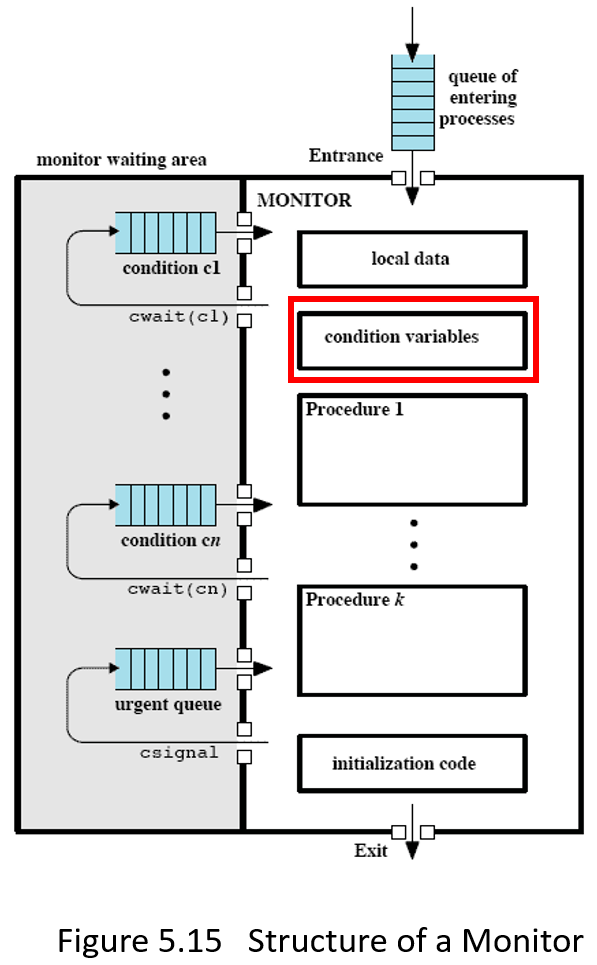 queue of
entering
processes
monitor waiting area
Entrance
MONITOR
local data
condition c1
cwait(c1)
condition variables
Procedure 1
condition cn
cwait(cn)
Procedure k
urgent queue
csignal
initialization code
Exit
Figure 5.15 Structure of a Monitor